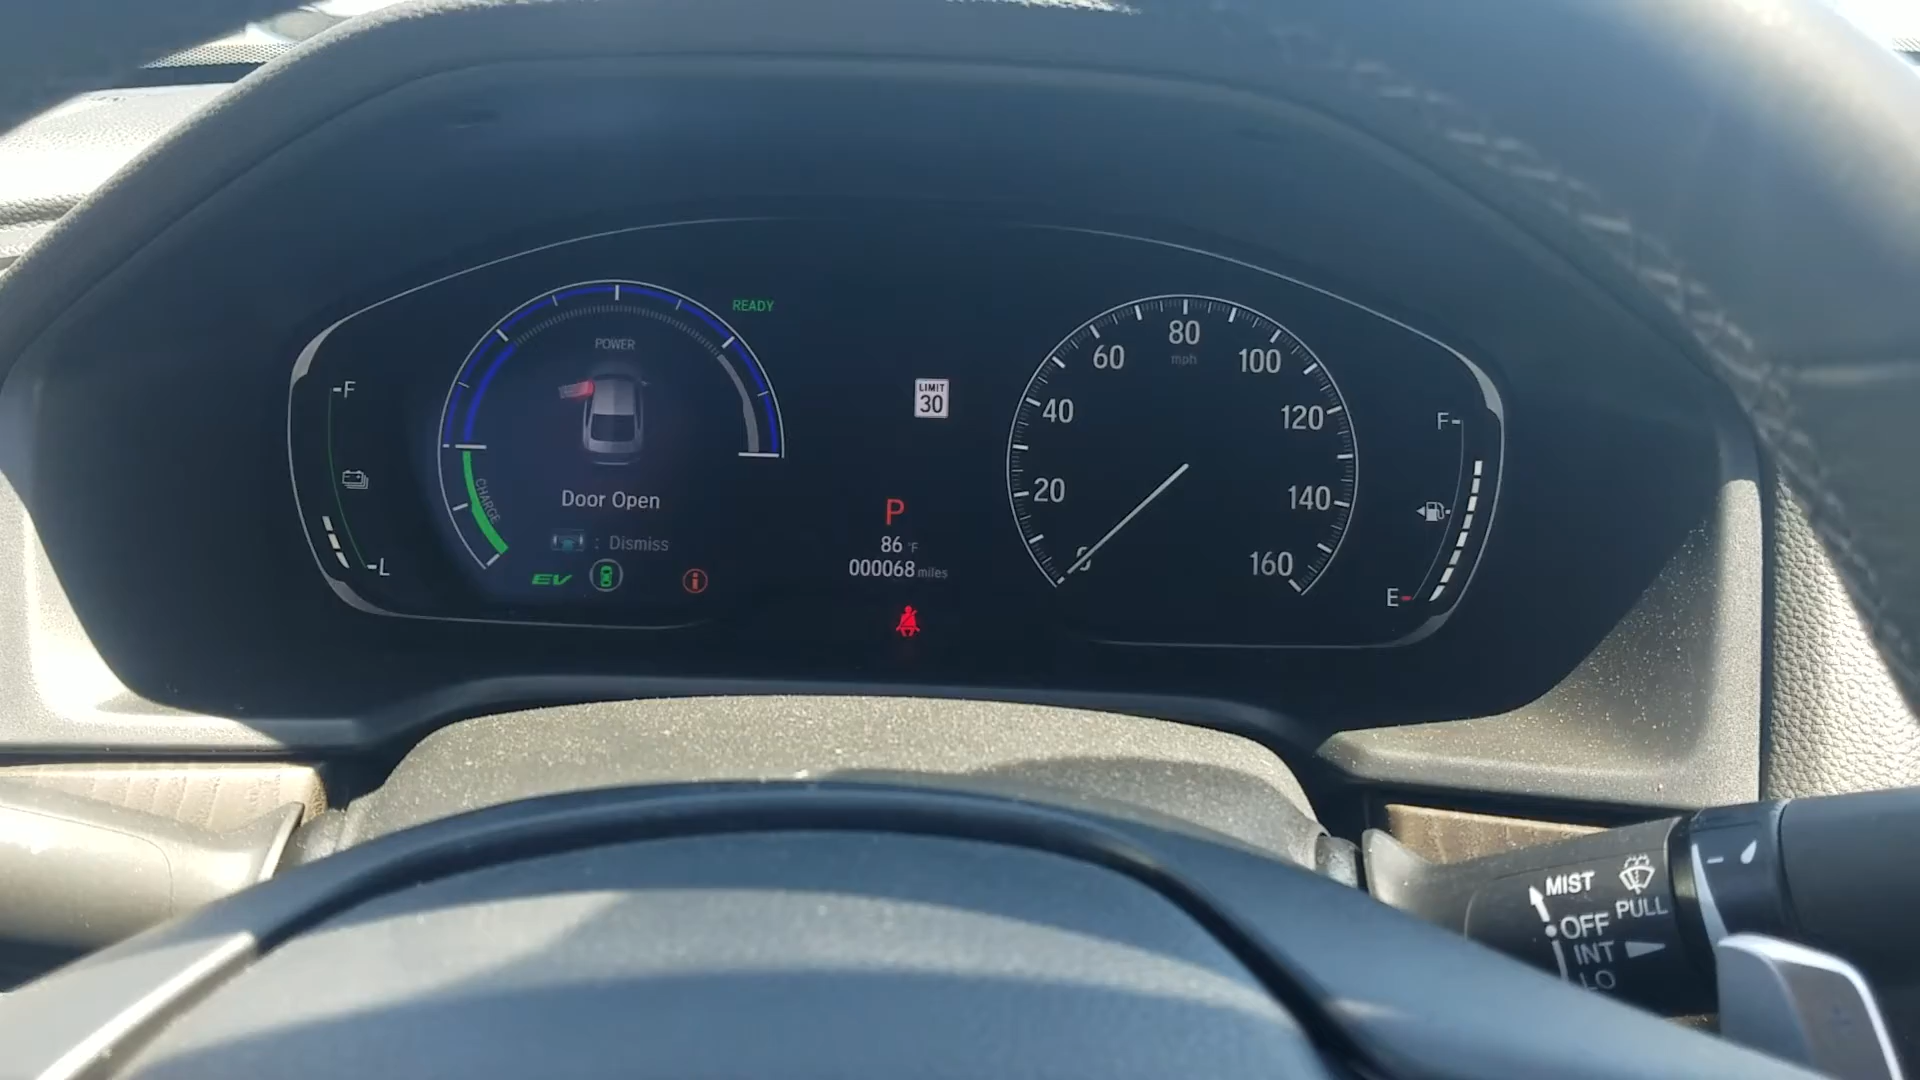 READY
POWER
F
L
CHARGE
Door Open
: Dismiss
EV
LIMIT
30
P
86 °F
000068 miles
0
20
40
60
80
mph
100
120
140
160
F
E
MIST
PULL
OFF
INT
LO